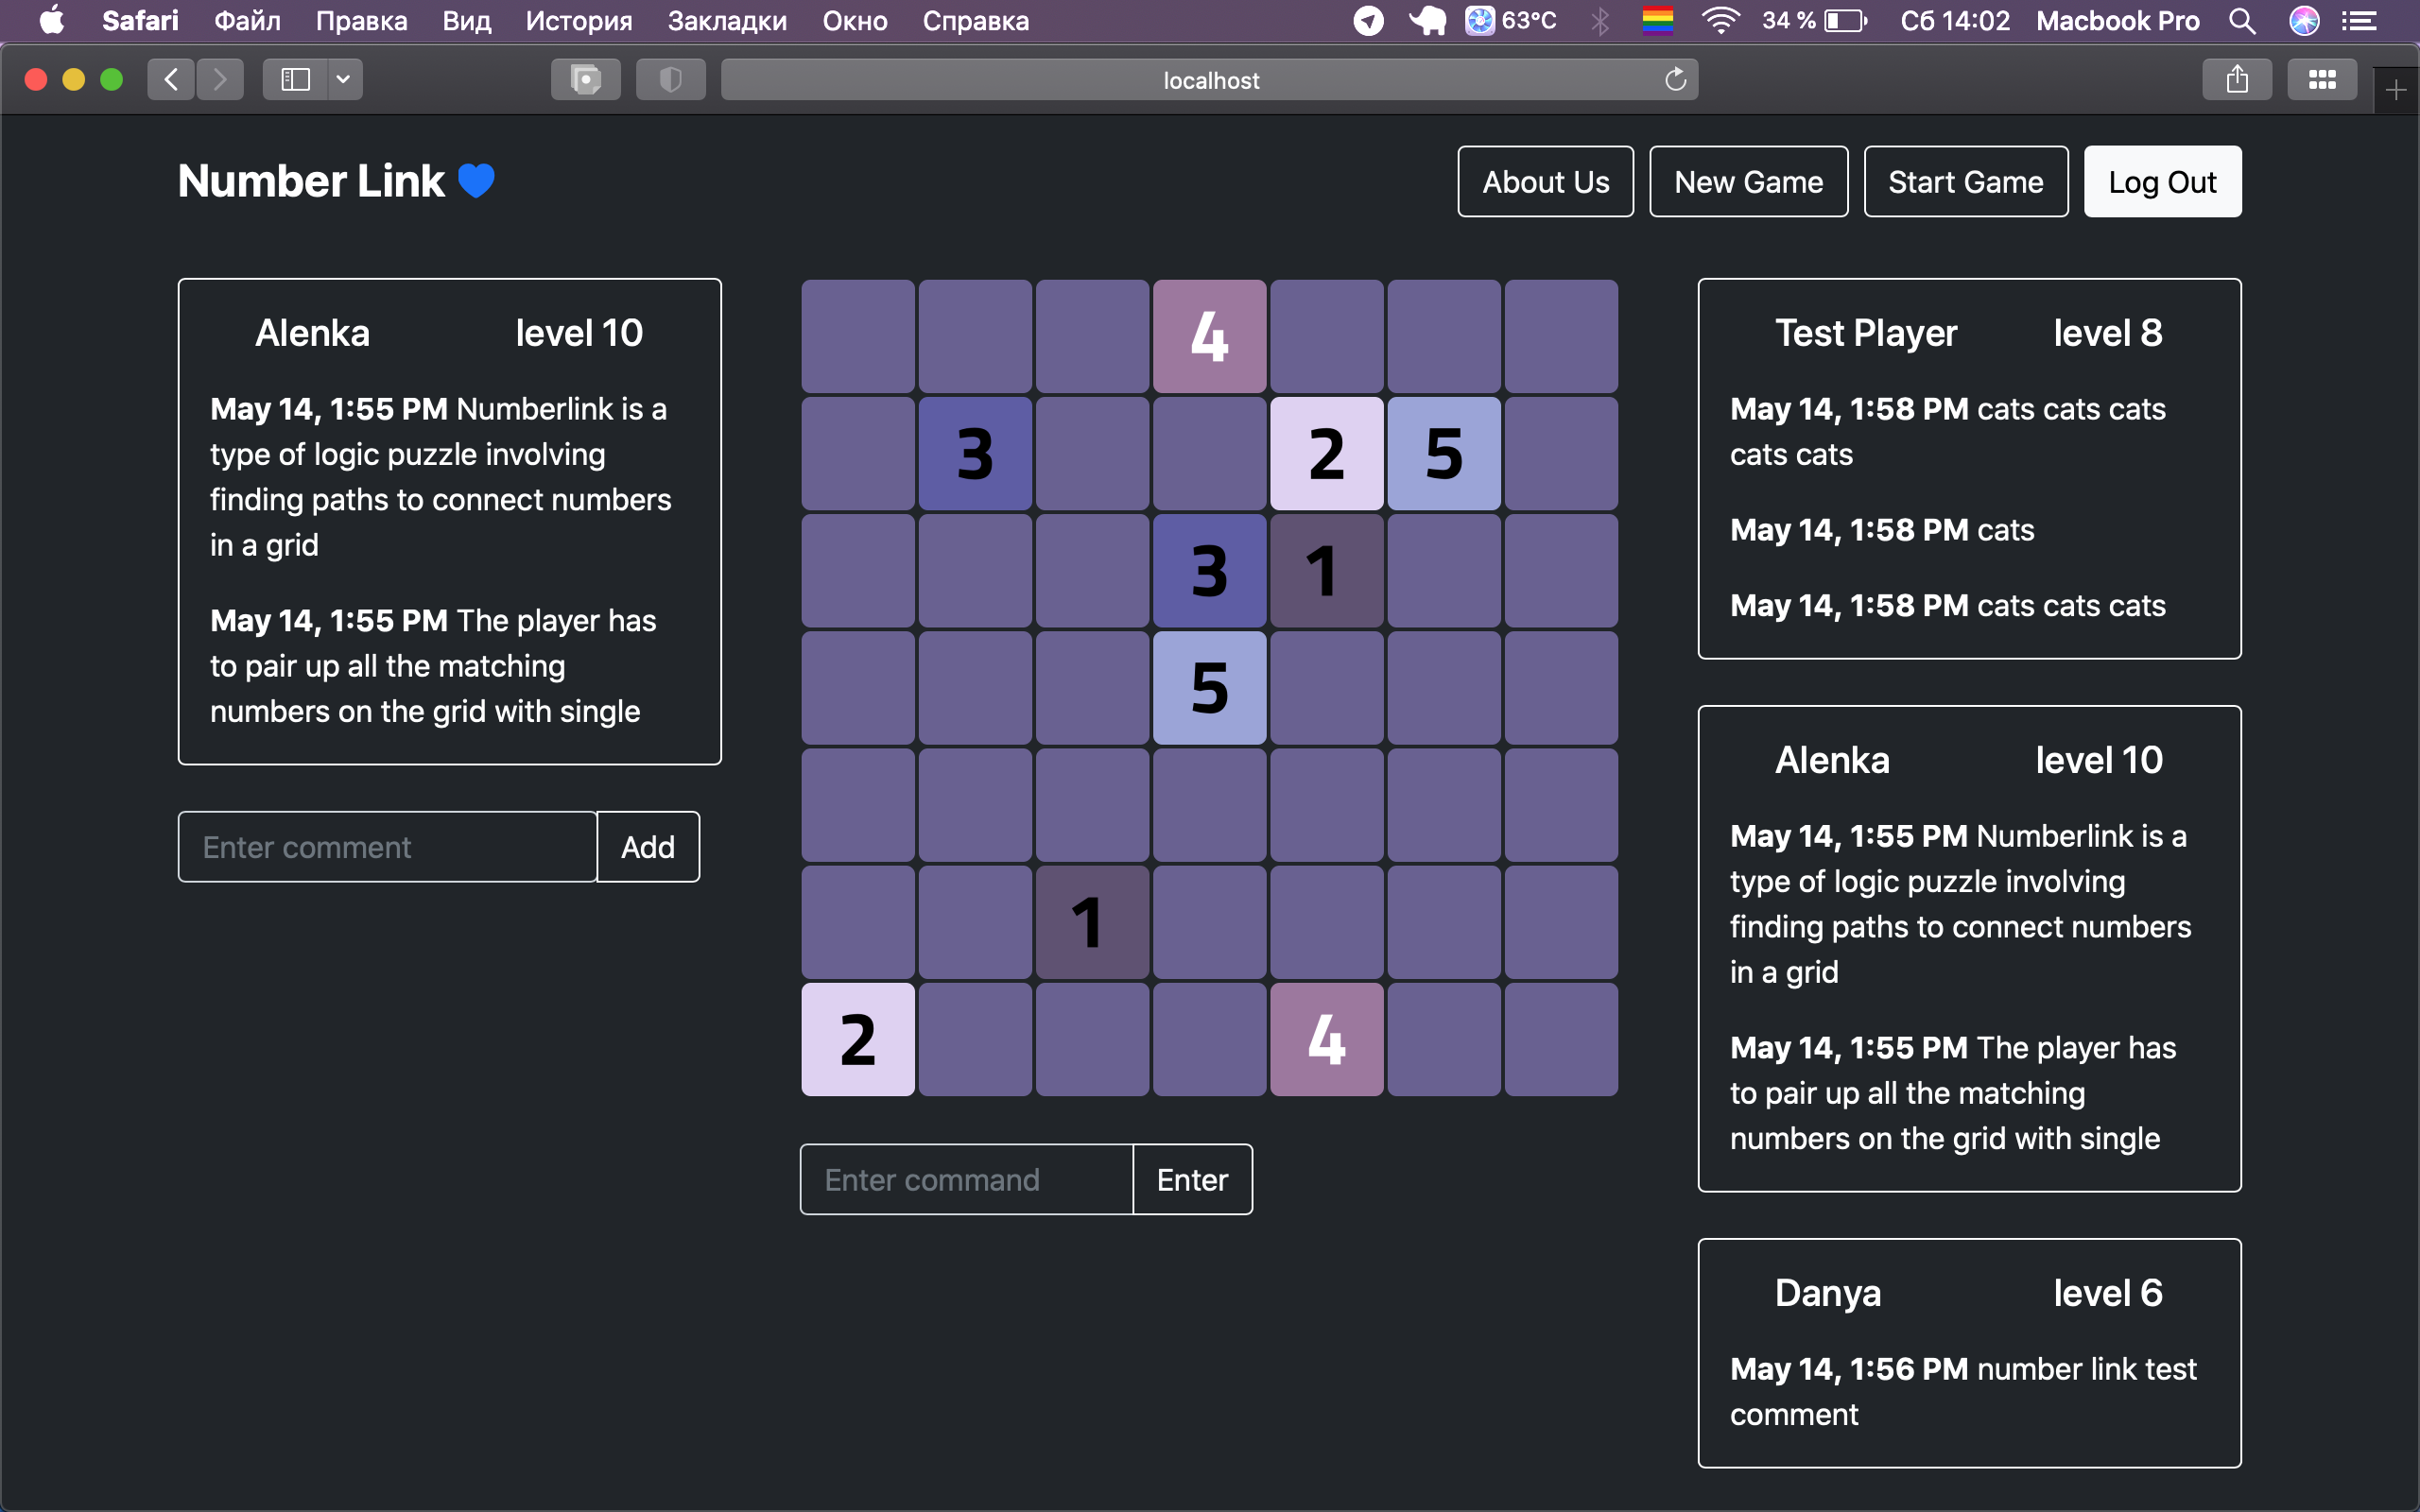 Safari Файл Правка Вид История Закладки Окно Справка 63°C 34 % Сб 14:02 Macbook Pro
localhost
Number Link
About Us New Game Start Game Log Out
Alenka level 10
May 14, 1:55 PM Numberlink is a
type of logic puzzle involving
finding paths to connect numbers
in a grid
May 14, 1:55 PM The player has
to pair up all the matching
numbers on the grid with single
Enter comment Add
4
3 2 5
3 1
5
1
2 4
Enter command Enter
Test Player level 8
May 14, 1:58 PM cats cats cats
cats cats
May 14, 1:58 PM cats
May 14, 1:58 PM cats cats cats
Alenka level 10
May 14, 1:55 PM Numberlink is a
type of logic puzzle involving
finding paths to connect numbers
in a grid
May 14, 1:55 PM The player has
to pair up all the matching
numbers on the grid with single
Danya level 6
May 14, 1:56 PM number link test
comment